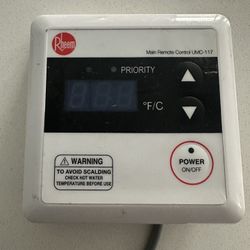 Rheem
Main Remote Control UMC-117
PRIORITY
°F/C
WARNING
TO AVOID SCALDING
CHECK HOT WATER
TEMPERATURE BEFORE USE
POWER
ON/OFF